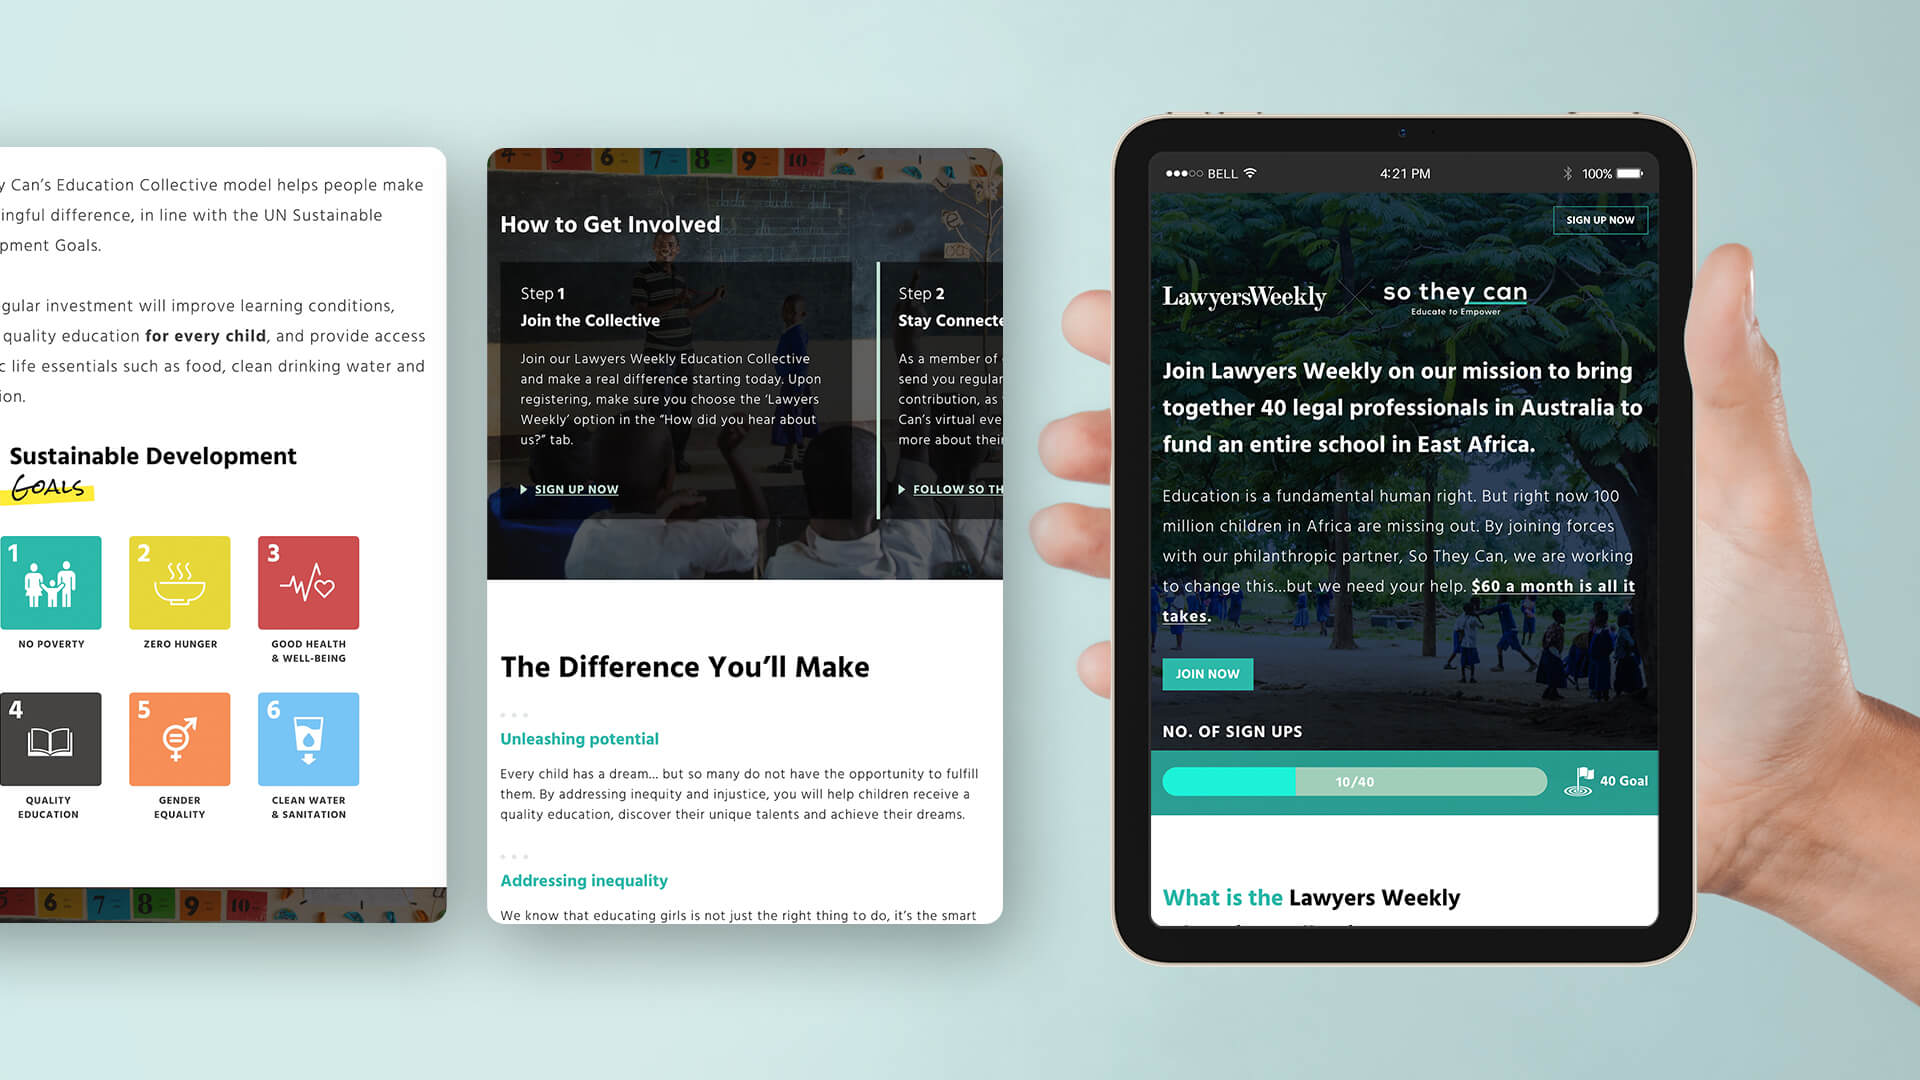 y Can's Education Collective model helps people make
ingful difference, in line with the UN Sustainable
pment Goals.
gular investment will improve learning conditions,
quality education for every child, and provide access
c life essentials such as food, clean drinking water and
ion.
Sustainable Development
GOALS
1
2
3
NO POVERTY
ZERO HUNGER
GOOD HEALTH
& WELL-BEING
4
5
6
QUALITY
EDUCATION
GENDER
EQUALITY
CLEAN WATER
& SANITATION
5 6 7 8 9 10
4 5 6 7 8 9 10
How to Get Involved
Step 1
Join the Collective
Join our Lawyers Weekly Education Collective
and make a real difference starting today. Upon
registering, make sure you choose the ‘Lawyers
Weekly’ option in the “How did you hear about
us?” tab.
SIGN UP NOW
Step 2
Stay Connecte
As a member of
send you regular
contribution, as
Can’s virtual eve
more about their
FOLLOW SO TH
The Difference You’ll Make
Unleashing potential
Every child has a dream... but so many do not have the opportunity to fulfill
them. By addressing inequity and injustice, you will help children receive a
quality education, discover their unique talents and achieve their dreams.
Addressing inequality
We know that educating girls is not just the right thing to do, it’s the smart
BELL
4:21 PM
100%
SIGN UP NOW
LawyersWeekly
so they can
Educate to Empower
Join Lawyers Weekly on our mission to bring
together 40 legal professionals in Australia to
fund an entire school in East Africa.
Education is a fundamental human right. But right now 100
million children in Africa are missing out. By joining forces
with our philanthropic partner, So They Can, we are working
to change this...but we need your help. $60 a month is all it
takes.
JOIN NOW
NO. OF SIGN UPS
10/40
40 Goal
What is the Lawyers Weekly